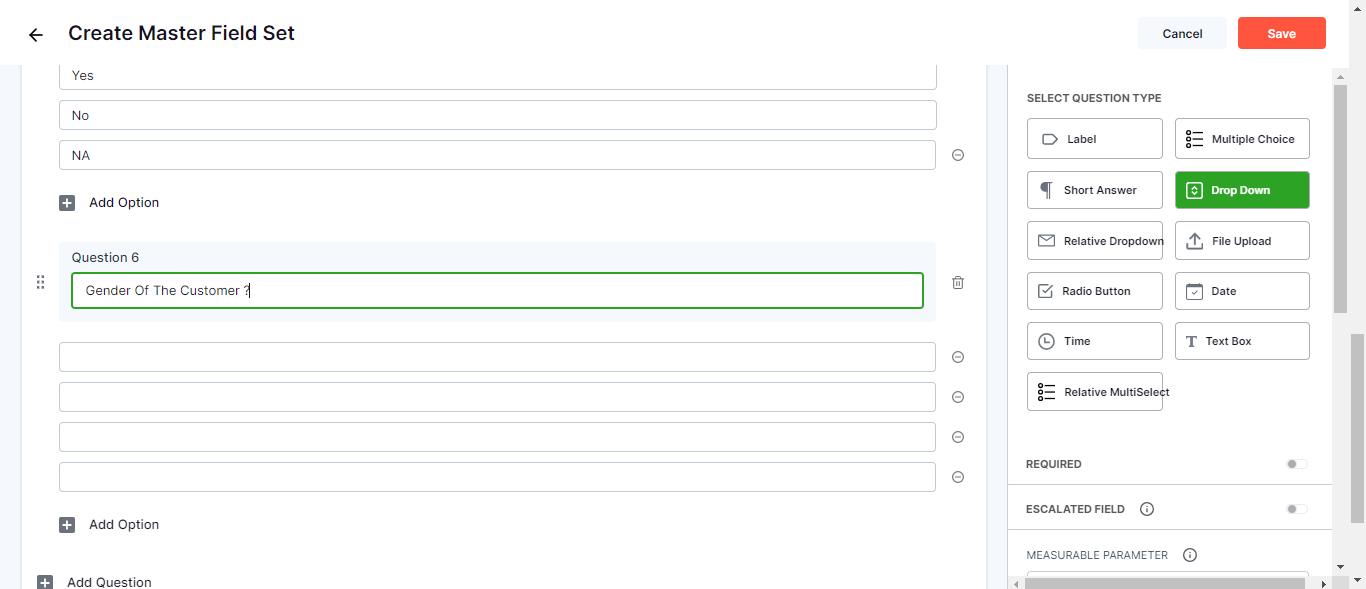 Create Master Field Set
Cancel
Save
Yes
No
NA
Add Option
Question 6
Gender Of The Customer ?
Add Option
Add Question
SELECT QUESTION TYPE
Label
Multiple Choice
Short Answer
Drop Down
Relative Dropdown
File Upload
Radio Button
Date
Time
Text Box
Relative MultiSelect
REQUIRED
ESCALATED FIELD
MEASURABLE PARAMETER